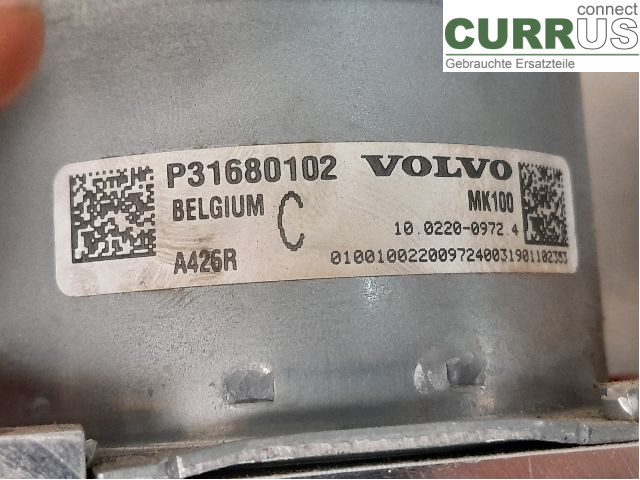 connect
CURRUS
Gebrauchte Ersatzteile
P31680102 VOLVO
BELGIUM C MK100
10.0220-0972.4
A426R 0100100220097240031901102383